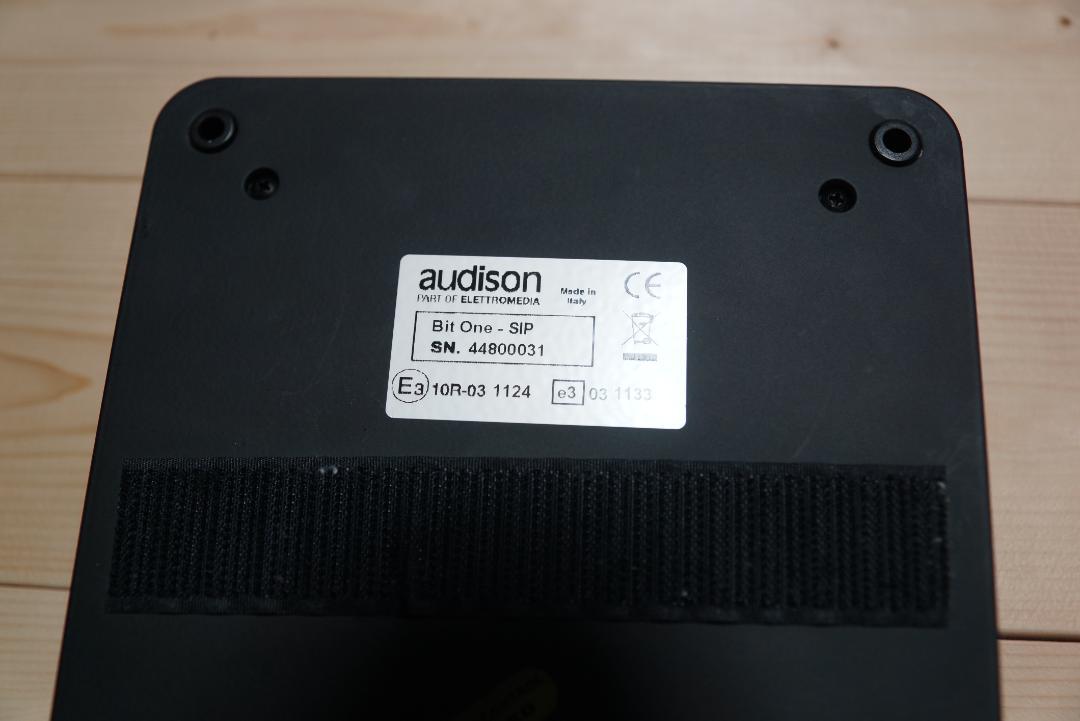 audison
PART OF ELETTROMEDIA
Made in
Italy
CE
Bit One - SIP
SN. 44800031
E3 10R-03 1124 e3 03 1133